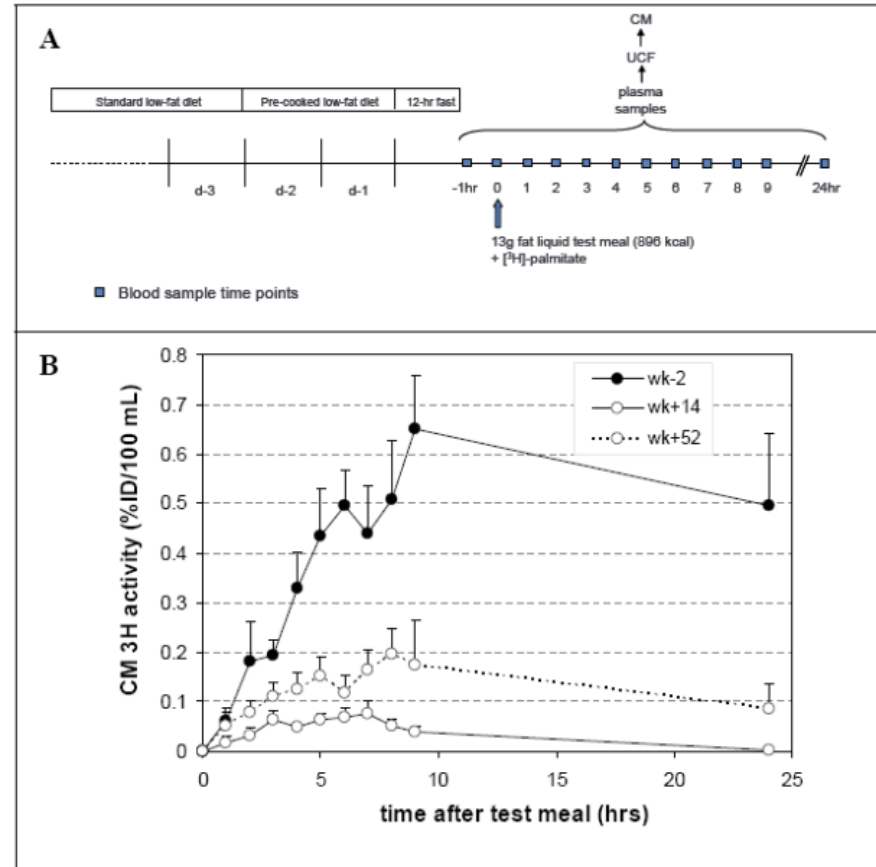 A
CM
UCF
plasma
samples
Standard low-fat diet Pre-cooked low-fat diet 12-hr fast
d-3 d-2 d-1
-1hr 0 1 2 3 4 5 6 7 8 9 24hr
13g fat liquid test meal (896 kcal)
+ [³H]-palmitate
Blood sample time points
B
CM 3H activity (%ID/100 mL)
0.8
0.7
0.6
0.5
0.4
0.3
0.2
0.1
0
wk-2
wk+14
wk+52
0 5 10 15 20 25
time after test meal (hrs)